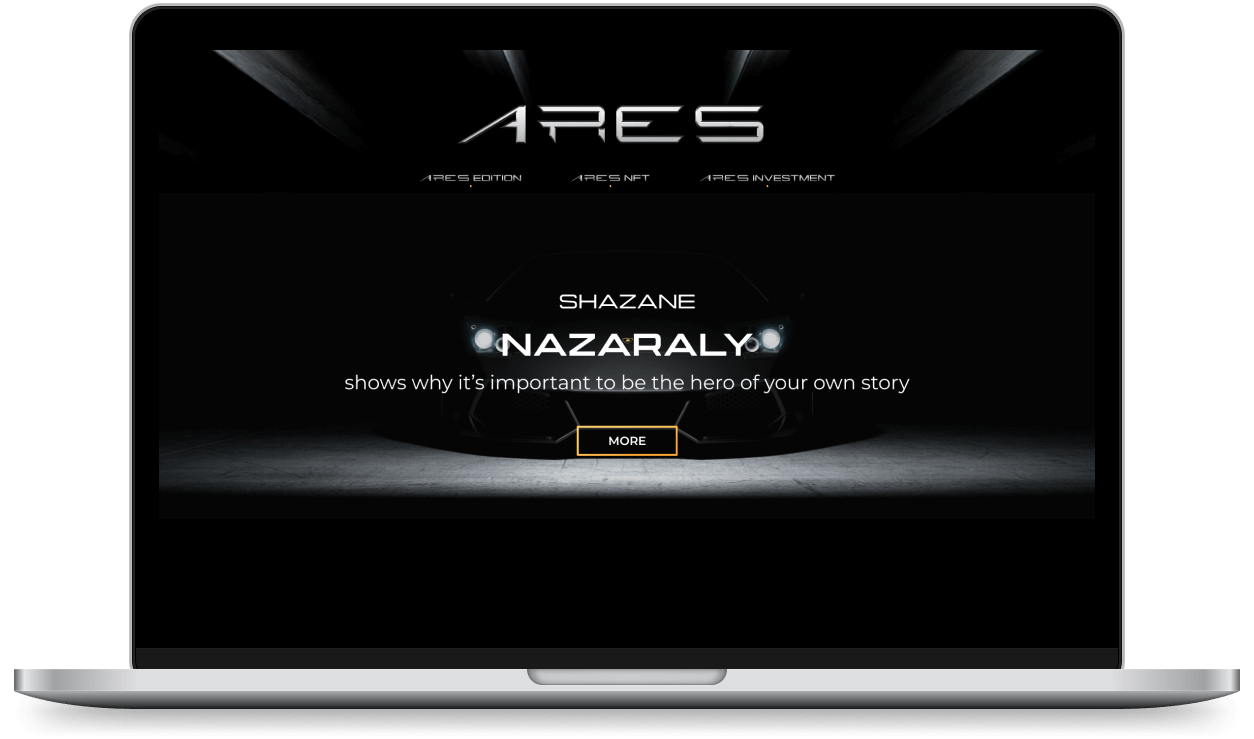 ARES
ARES EDITION
ARES NFT
ARES INVESTMENT
SHAZANE
NAZARALY
shows why it's important to be the hero of your own story
MORE